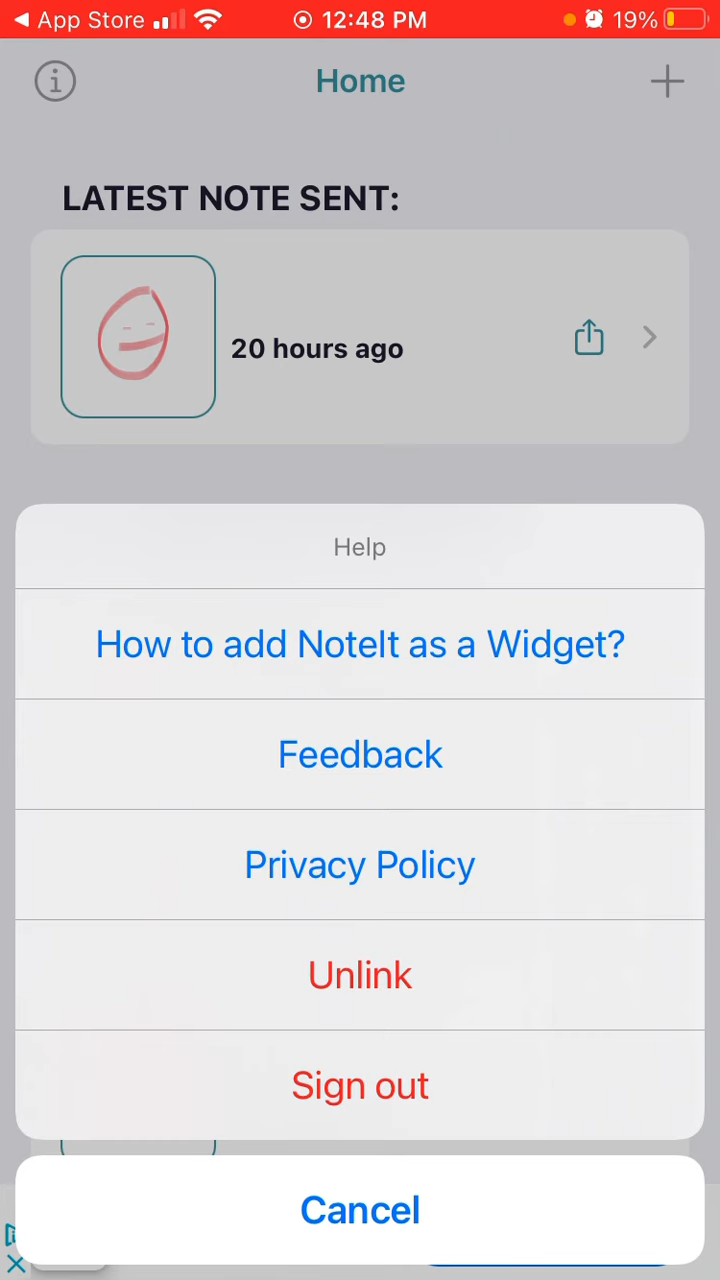 App Store 12:48 PM 19%
Home
LATEST NOTE SENT:
20 hours ago
Help
How to add NoteIt as a Widget?
Feedback
Privacy Policy
Unlink
Sign out
Cancel